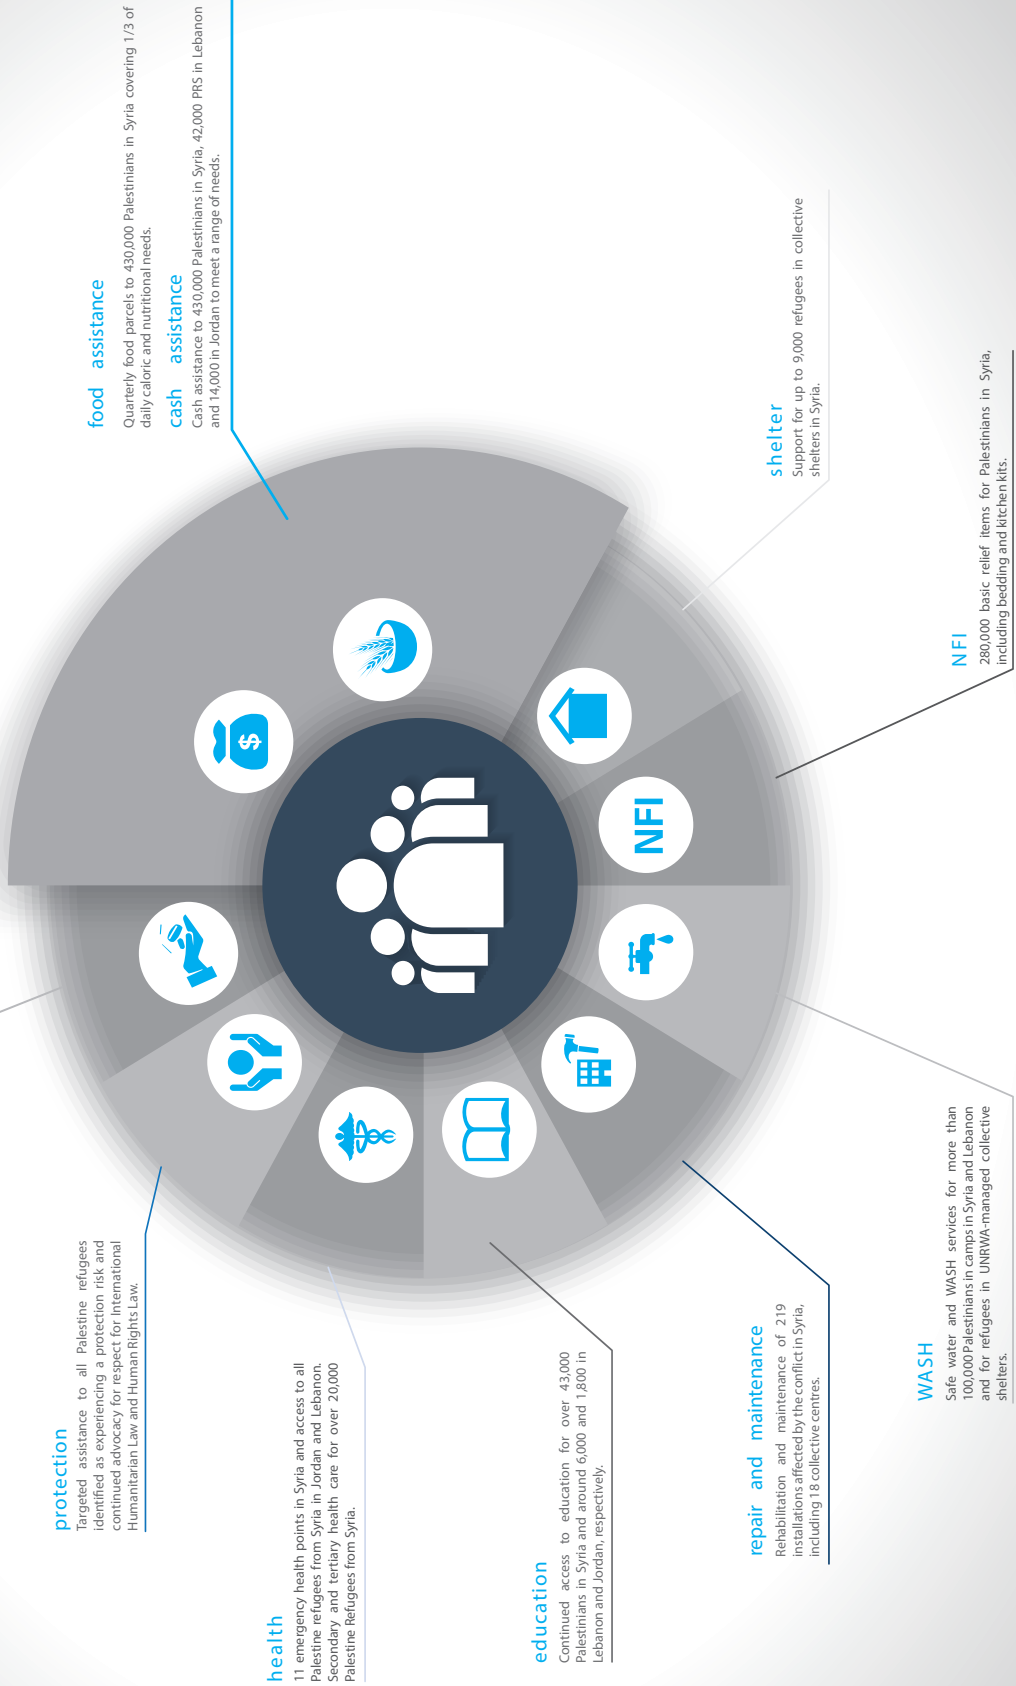 food assistance
Quarterly food parcels to 430,000 Palestinians in Syria covering 1/3 of
daily caloric and nutritional needs.
cash assistance
Cash assistance to 430,000 Palestinians in Syria, 42,000 PRS in Lebanon
and 14,000 in Jordan to meet a range of needs.
shelter
Support for up to 9,000 refugees in collective
shelters in Syria.
NFI
280,000 basic relief items for Palestinians in Syria,
including bedding and kitchen kits.
$
NFI
protection
Targeted assistance to all Palestine refugees
identified as experiencing a protection risk and
continued advocacy for respect for International
Humanitarian Law and Human Rights Law.
health
11 emergency health points in Syria and access to all
Palestine refugees from Syria in Jordan and Lebanon.
Secondary and tertiary health care for over 20,000
Palestine Refugees from Syria.
education
Continued access to education for over 43,000
Palestinians in Syria and around 6,000 and 1,800 in
Lebanon and Jordan, respectively.
repair and maintenance
Rehabilitation and maintenance of 219
installations affected by the conflict in Syria,
including 18 collective centres.
WASH
Safe water and WASH services for more than
100,000 Palestinians in camps in Syria and Lebanon
and for refugees in UNRWA-managed collective
shelters.